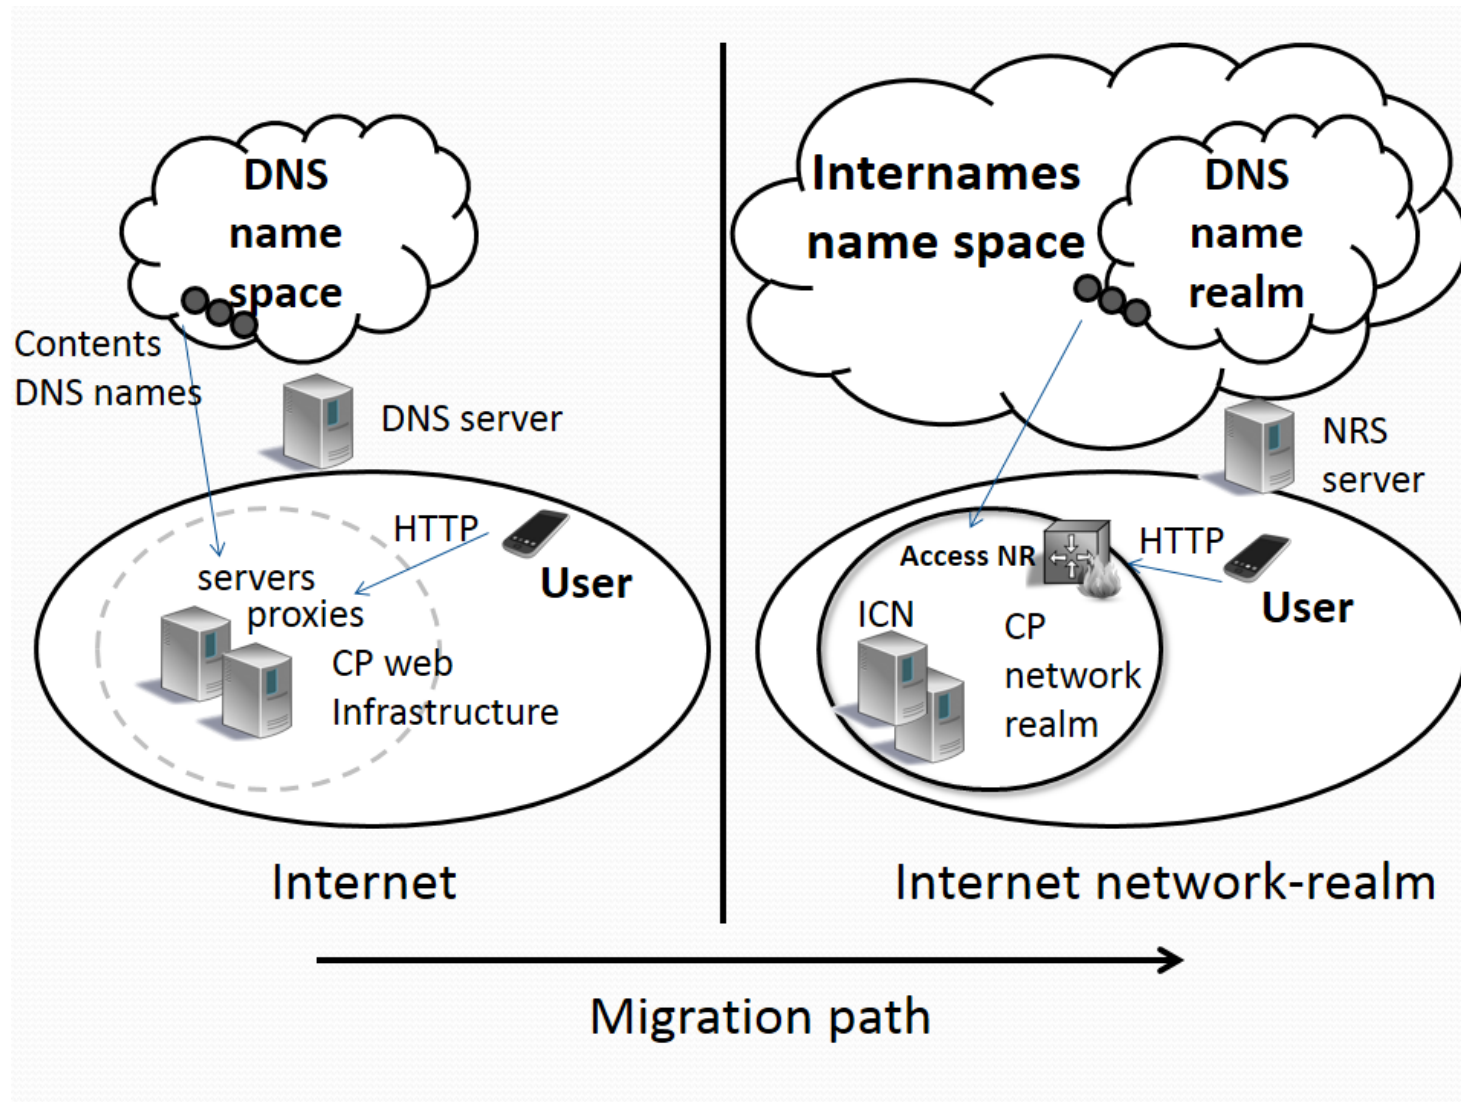 DNS
name
space
Contents
DNS names
DNS server
HTTP
User
servers
proxies
CP web
Infrastructure
Internet
Internames
name space
DNS
name
realm
NRS
server
Access NR
HTTP
User
ICN
CP
network
realm
Internet network-realm
Migration path